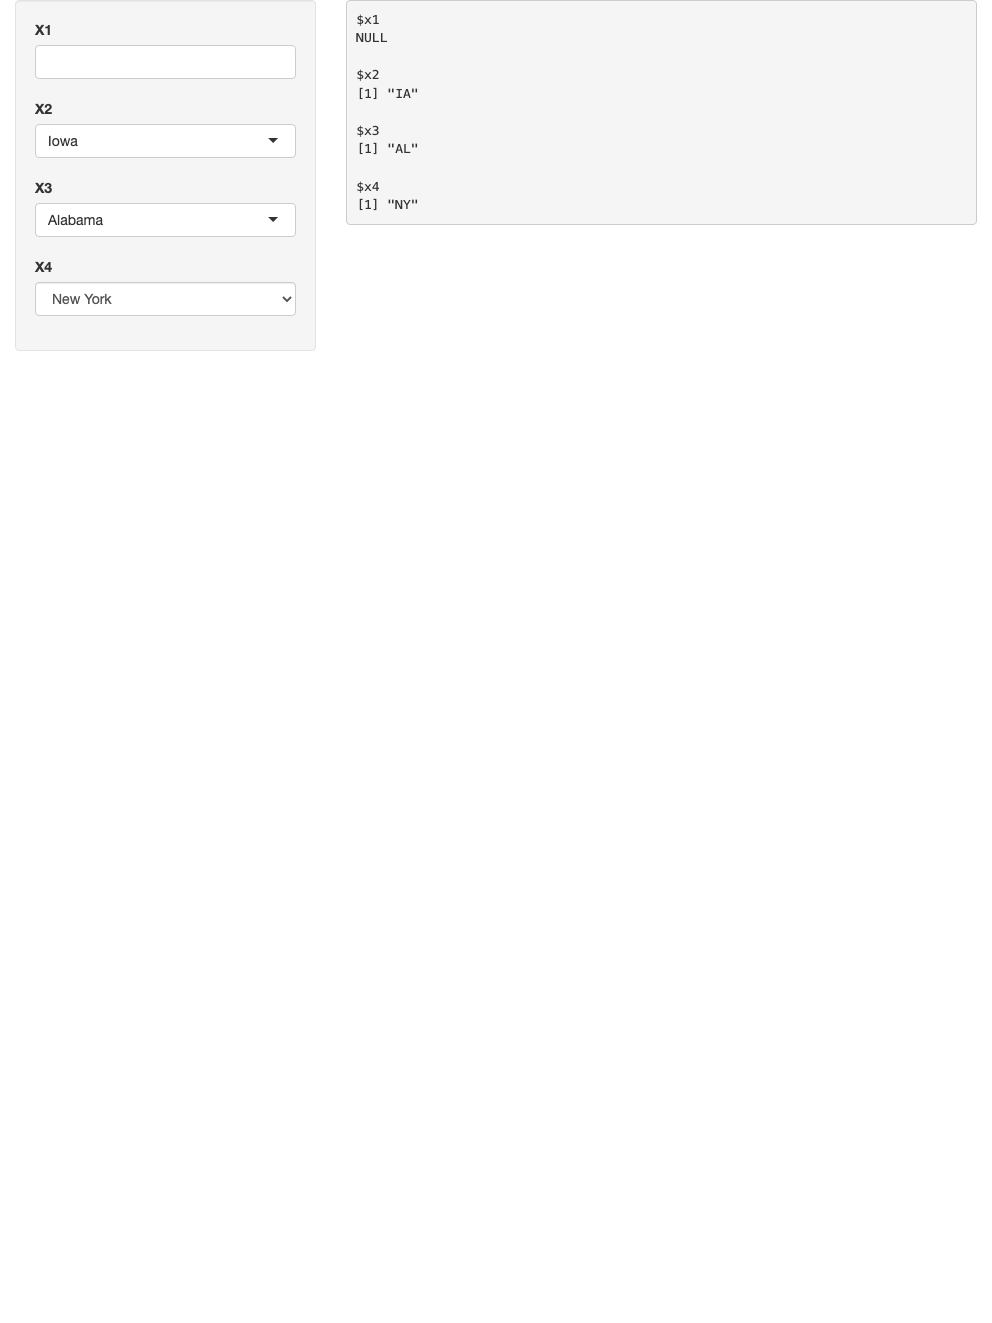 X1
X2
Iowa
X3
Alabama
X4
New York
$x1
NULL
$x2
[1] "IA"
$x3
[1] "AL"
$x4
[1] "NY"